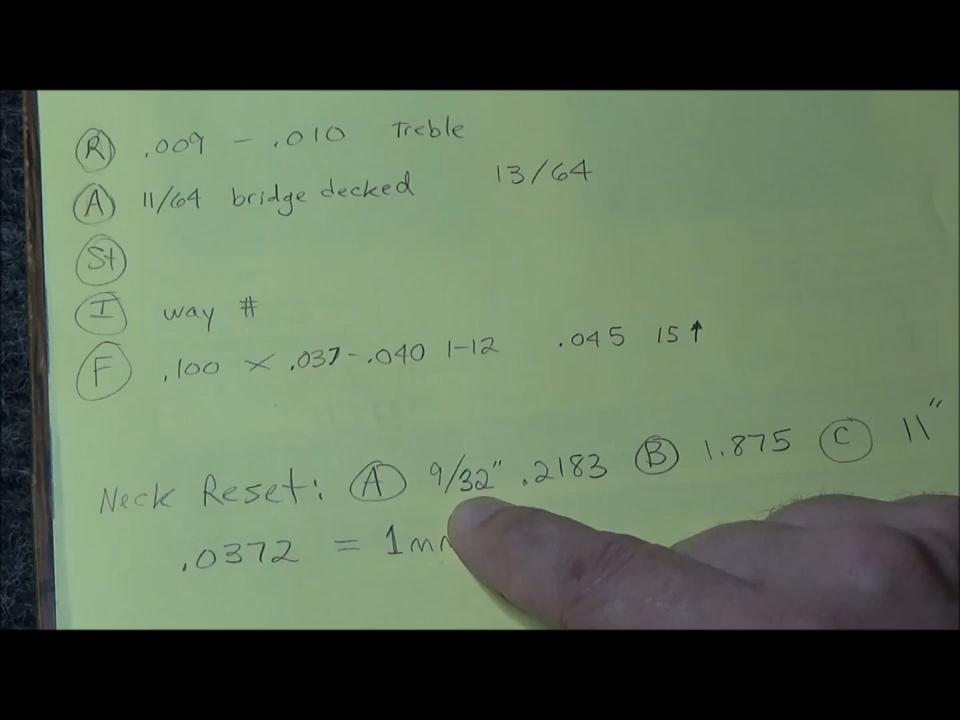 R .009 - .010 Treble
A 11/64 bridge decked 13/64
St
I way #
F .100 x .037-.040 1-12 .045 15↑
Neck Reset: A 9/32" .2183 B 1.875 C 11"
.0372 = 1m